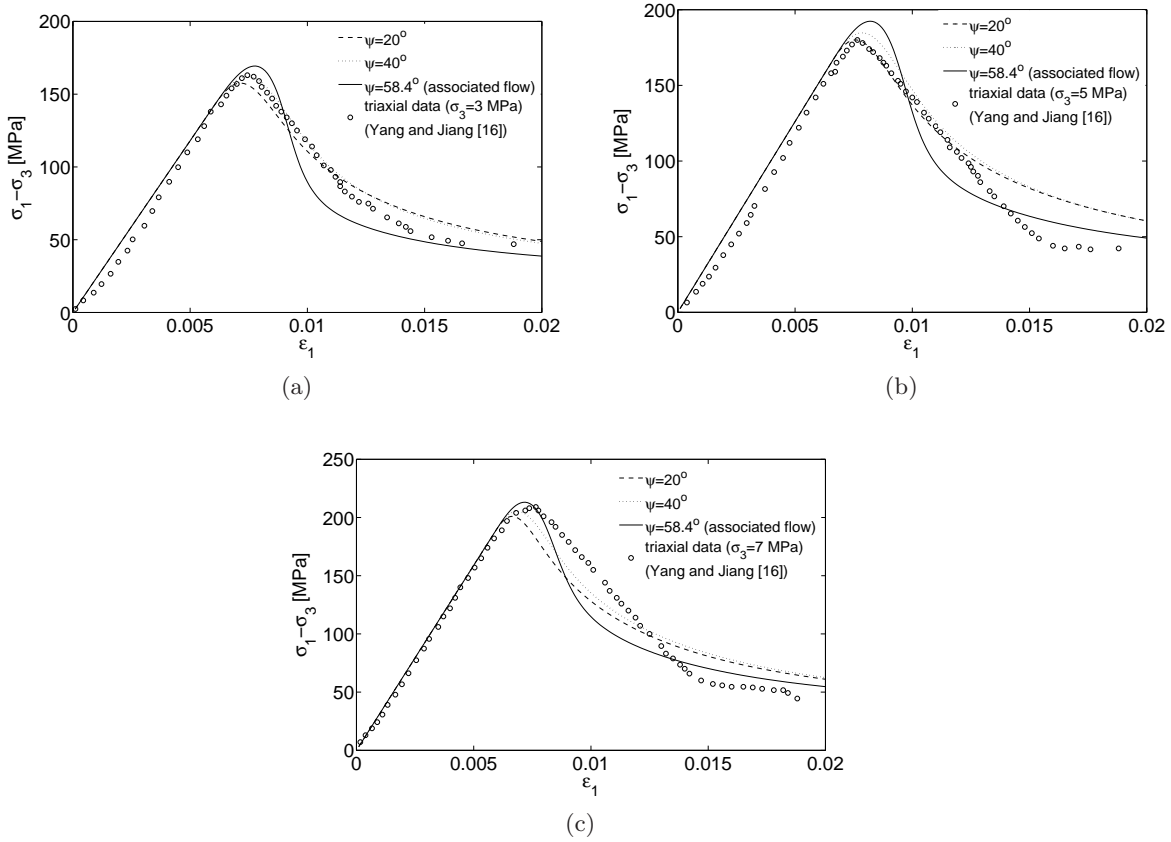 200
150
100
50
0
σ₁−σ₃ [MPa]
0 0.005 0.01 0.015 0.02
ε₁
ψ=20°
ψ=40°
ψ=58.4° (associated flow)
triaxial data (σ₃=3 MPa)
(Yang and Jiang [16])
(a)
200
150
100
50
0
σ₁−σ₃ [MPa]
0 0.005 0.01 0.015 0.02
ε₁
ψ=20°
ψ=40°
ψ=58.4° (associated flow)
triaxial data (σ₃=5 MPa)
(Yang and Jiang [16])
(b)
250
200
150
100
50
0
σ₁−σ₃ [MPa]
0 0.005 0.01 0.015 0.02
ε₁
ψ=20°
ψ=40°
ψ=58.4° (associated flow)
triaxial data (σ₃=7 MPa)
(Yang and Jiang [16])
(c)